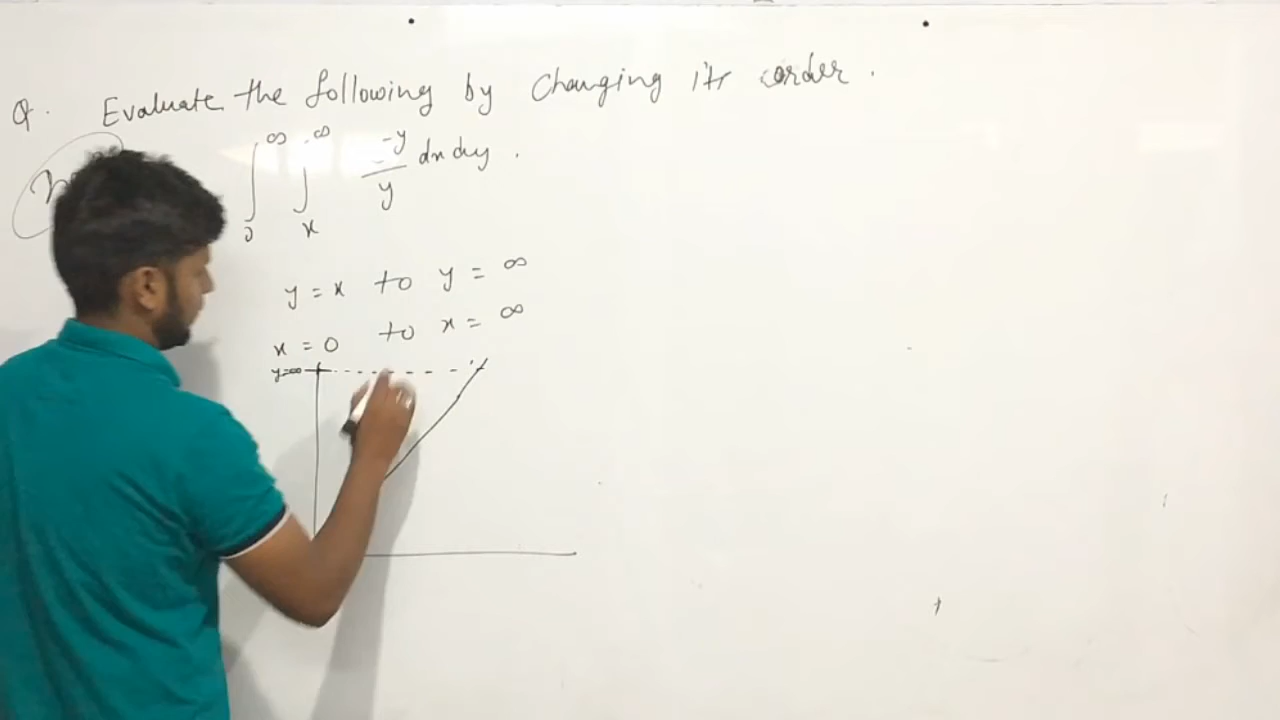 Q. Evaluate the following by Changing its order.
∫₀^∞ ∫ₓ^∞ e^-y / y dx dy.
y = x to y = ∞
x = 0 to x = ∞
y=∞